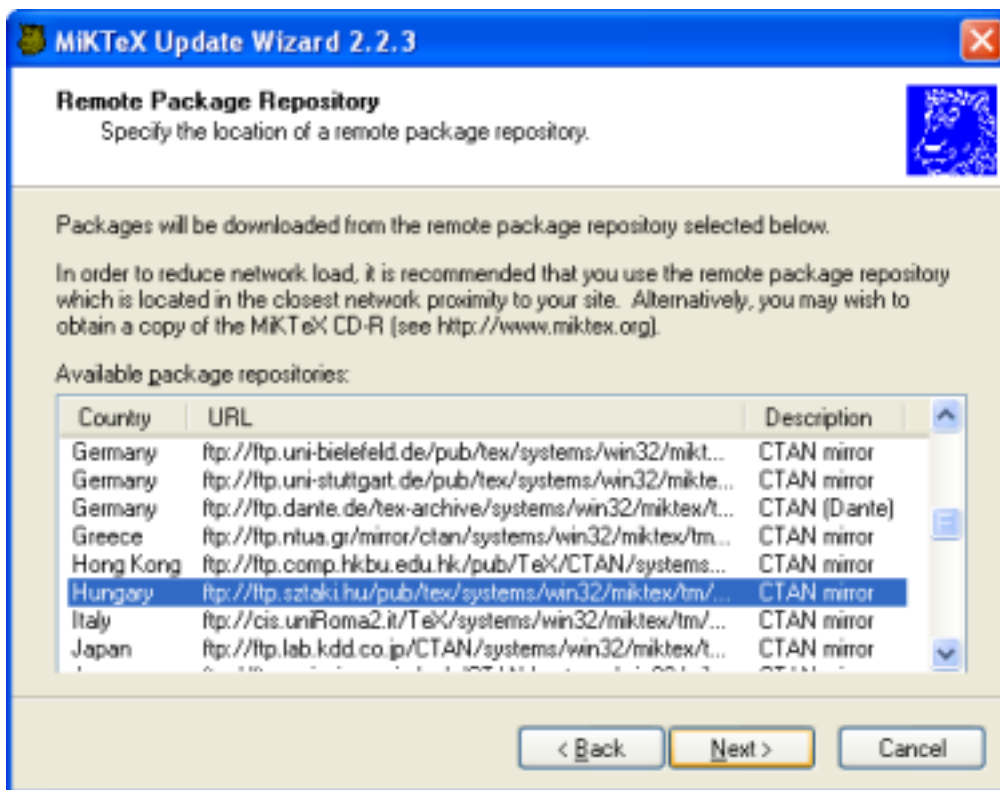 MiKTeX Update Wizard 2.2.3
Remote Package Repository
Specify the location of a remote package repository.
Packages will be downloaded from the remote package repository selected below.
In order to reduce network load, it is recommended that you use the remote package repository
which is located in the closest network proximity to your site. Alternatively, you may wish to
obtain a copy of the MiKTeX CD-R (see http://www.miktex.org).
Available package repositories:
Country URL Description
Germany ftp://ftp.uni-bielefeld.de/pub/tex/systems/win32/mikt... CTAN mirror
Germany ftp://ftp.uni-stuttgart.de/pub/tex/systems/win32/mikte... CTAN mirror
Germany ftp://ftp.dante.de/tex-archive/systems/win32/miktex/t... CTAN (Dante)
Greece ftp://ftp.ntua.gr/mirror/ctan/systems/win32/miktex/tm... CTAN mirror
Hong Kong ftp://ftp.comp.hkbu.edu.hk/pub/TeX/CTAN/systems... CTAN mirror
Hungary ftp://ftp.sztaki.hu/pub/tex/systems/win32/miktex/tm/... CTAN mirror
Italy ftp://cis.uniRoma2.it/TeX/systems/win32/miktex/tm/... CTAN mirror
Japan ftp://ftp.lab.kdd.co.jp/CTAN/systems/win32/miktex/t... CTAN mirror
< Back Next > Cancel